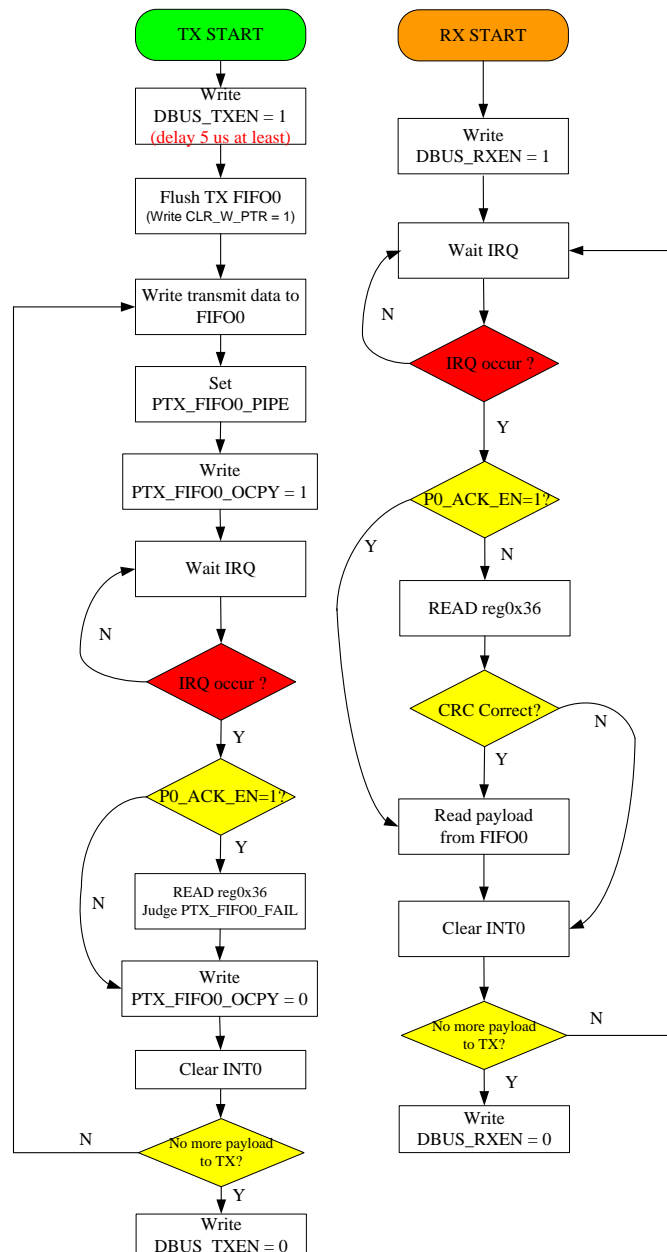 TX START
Write
DBUS_TXEN = 1
(delay 5 us at least)
Flush TX FIFO0
(Write CLR_W_PTR = 1)
Write transmit data to
FIFO0
Set
PTX_FIFO0_PIPE
Write
PTX_FIFO0_OCPY = 1
Wait IRQ
N
IRQ occur ?
Y
P0_ACK_EN=1?
Y
READ reg0x36
Judge PTX_FIFO0_FAIL
N
Write
PTX_FIFO0_OCPY = 0
Clear INT0
N
No more payload
to TX?
Y
Write
DBUS_TXEN = 0
RX START
Write
DBUS_RXEN = 1
Wait IRQ
N
IRQ occur ?
Y
P0_ACK_EN=1?
Y
N
READ reg0x36
CRC Correct?
N
Y
Read payload
from FIFO0
Clear INT0
No more payload
to TX?
N
Y
Write
DBUS_RXEN = 0